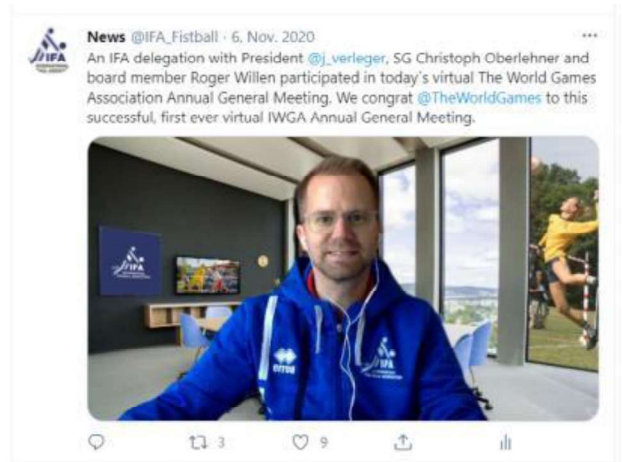 News @IFA_Fistball · 6. Nov. 2020
An IFA delegation with President @j_verleger, SG Christoph Oberlehner and
board member Roger Willen participated in today`s virtual The World Games
Association Annual General Meeting. We congrat @TheWorldGames to this
successful, first ever virtual IWGA Annual General Meeting.
IFA
IFA
errea
IFA
3
9